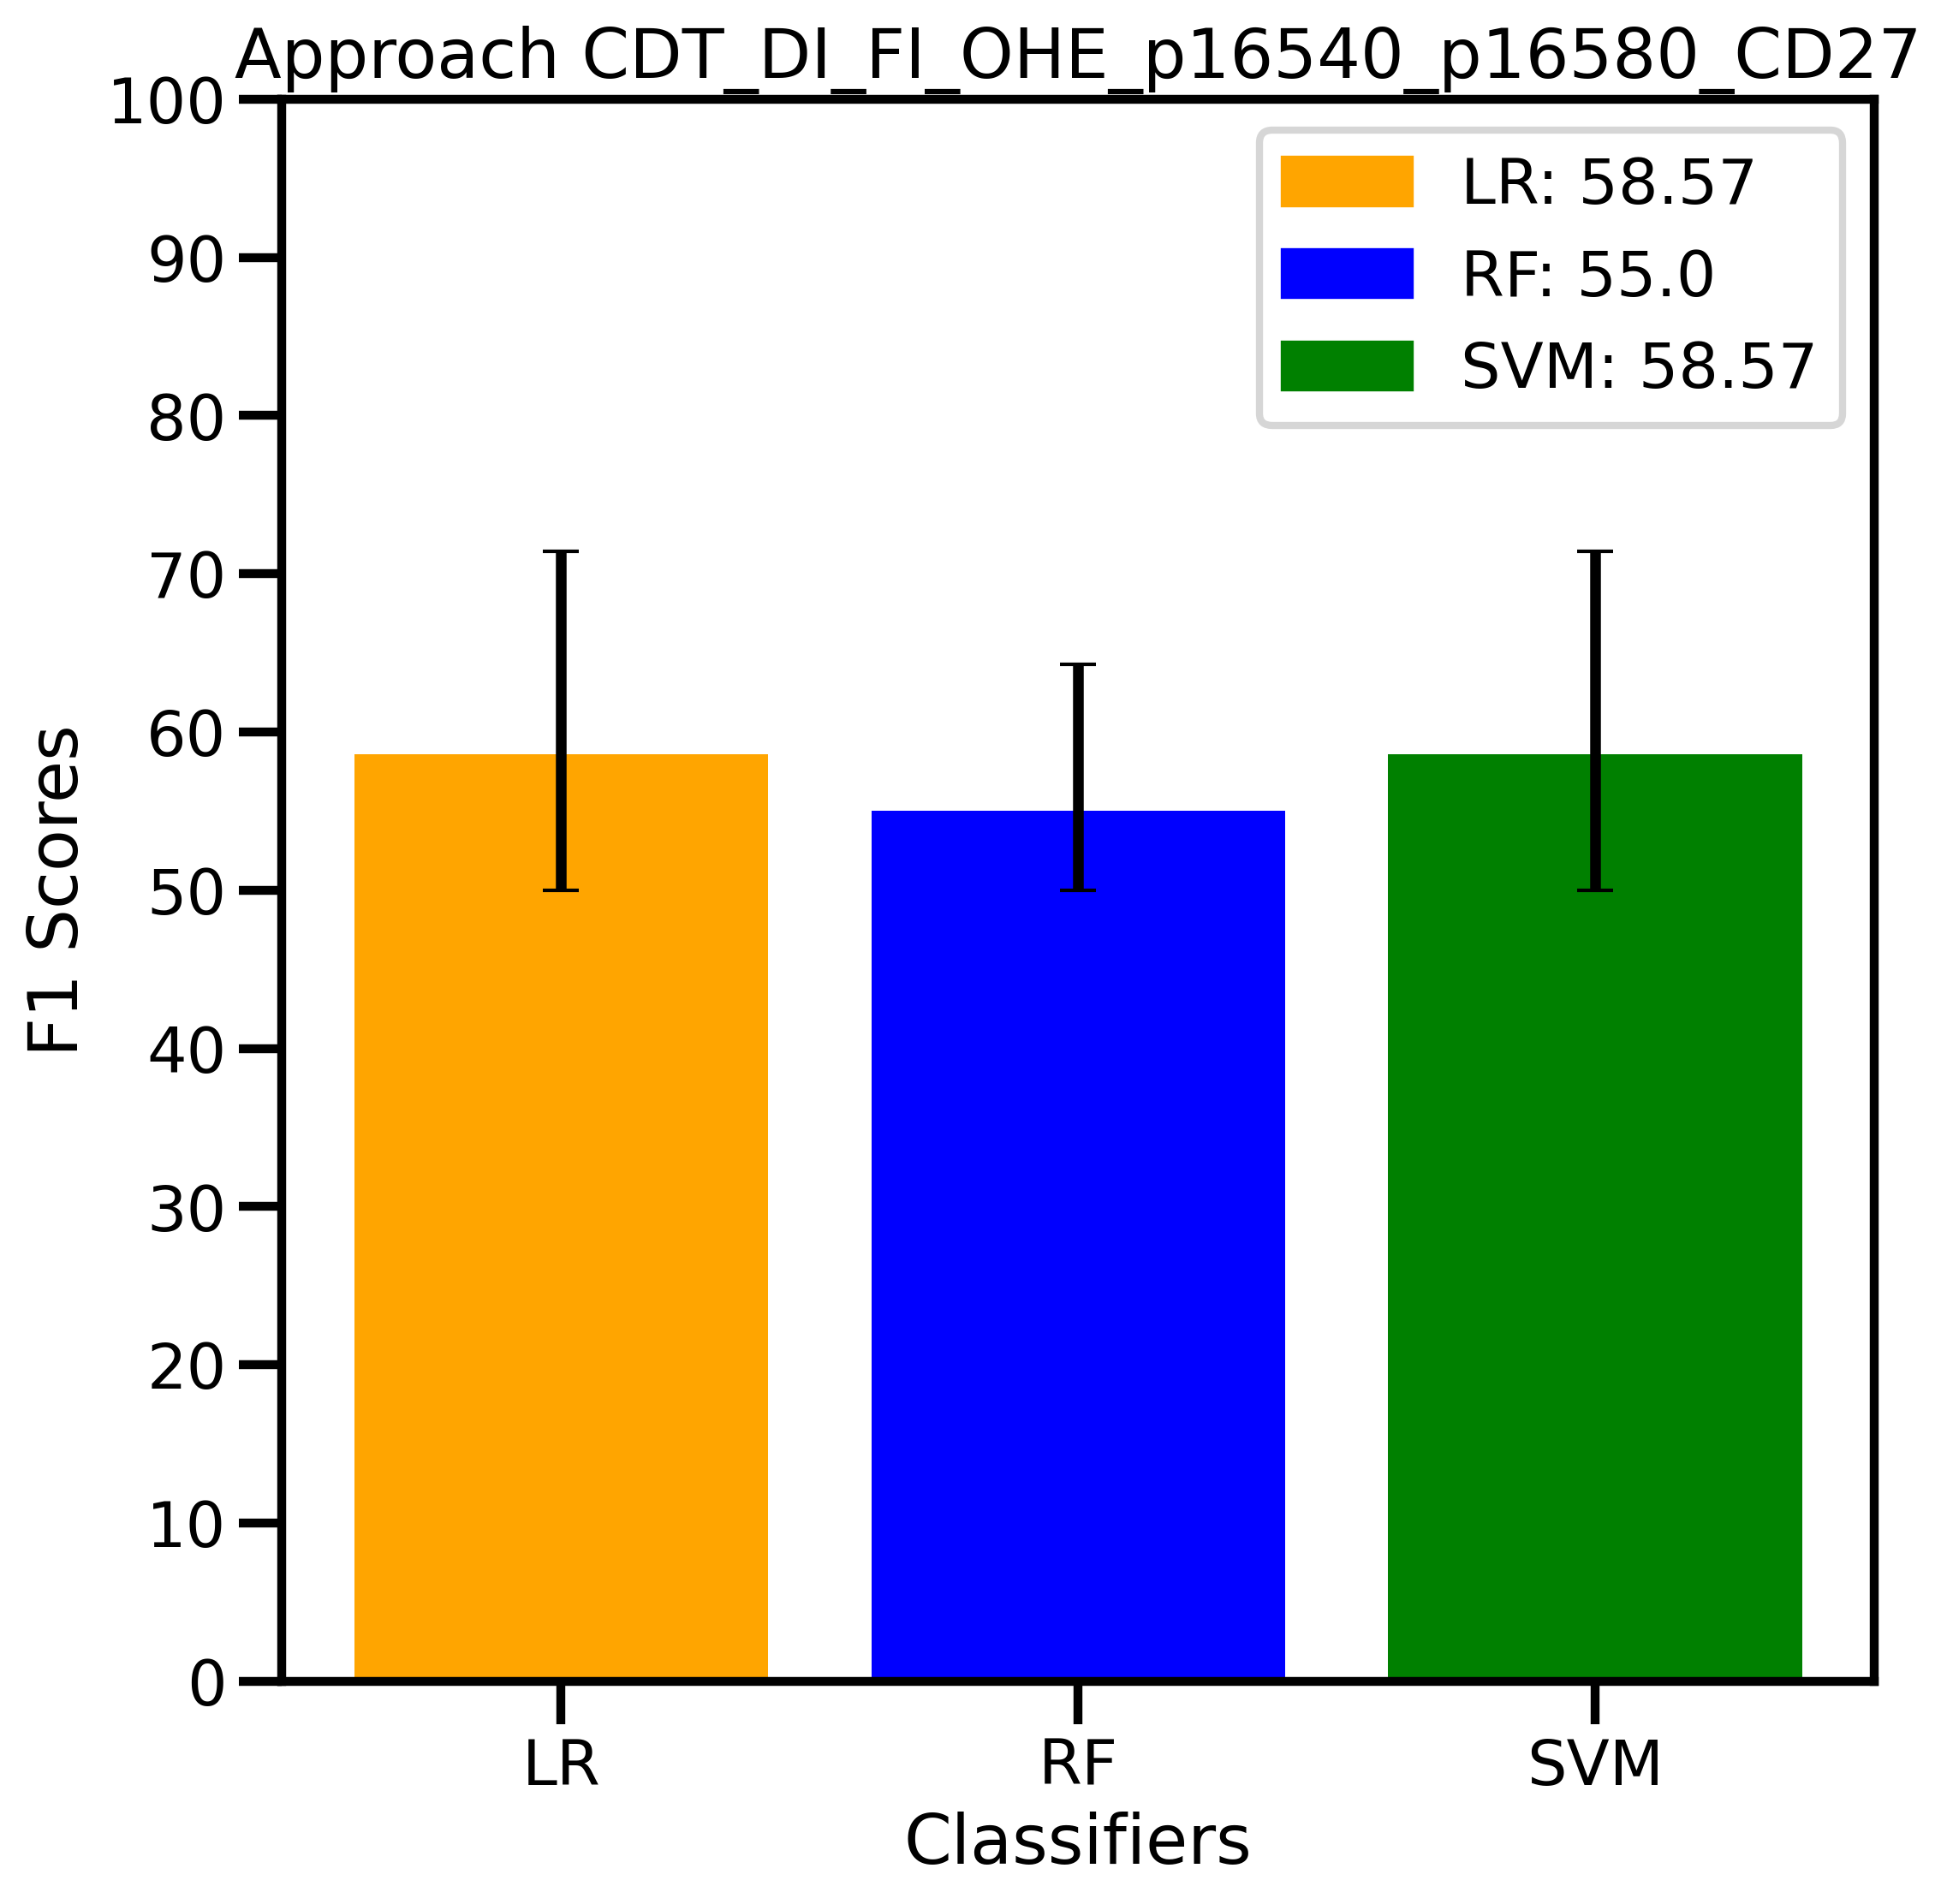 Approach CDT_DI_FI_OHE_p16540_p16580_CD27
100
90
80
70
60
50
40
30
20
10
0
F1 Scores
LR: 58.57
RF: 55.0
SVM: 58.57
LR
RF
SVM
Classifiers